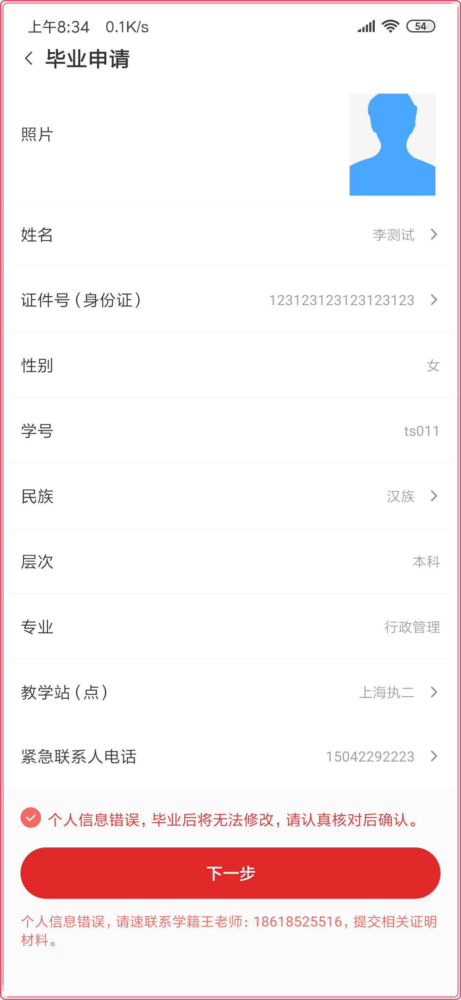 上午8:34 0.1K/s 54
毕业申请
照片
姓名 李测试
证件号（身份证） 123123123123123123
性别 女
学号 ts011
民族 汉族
层次 本科
专业 行政管理
教学站（点） 上海执二
紧急联系人电话 15042292223
个人信息错误，毕业后将无法修改，请认真核对后确认。
下一步
个人信息错误，请速联系学籍王老师：18618525516，提交相关证明
材料。